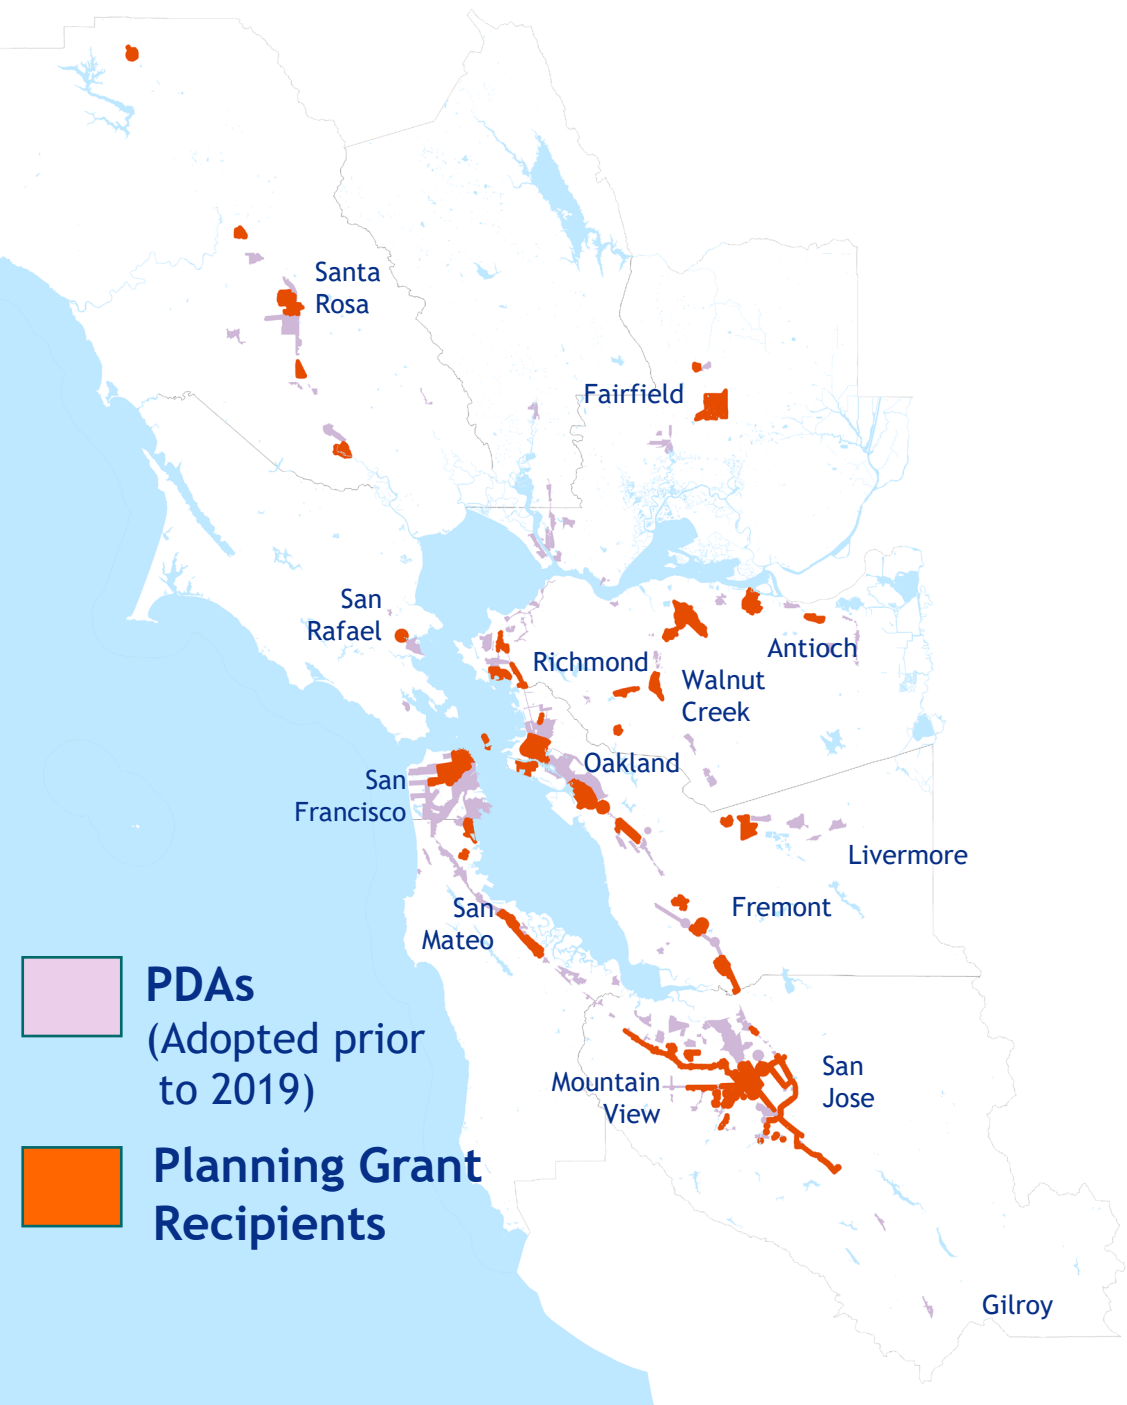 Santa
Rosa
Fairfield
San
Rafael
Richmond
Antioch
Walnut
Creek
Oakland
San
Francisco
Livermore
San
Mateo
Fremont
PDAs
(Adopted prior
to 2019)
Mountain
View
San
Jose
Planning Grant
Recipients
Gilroy